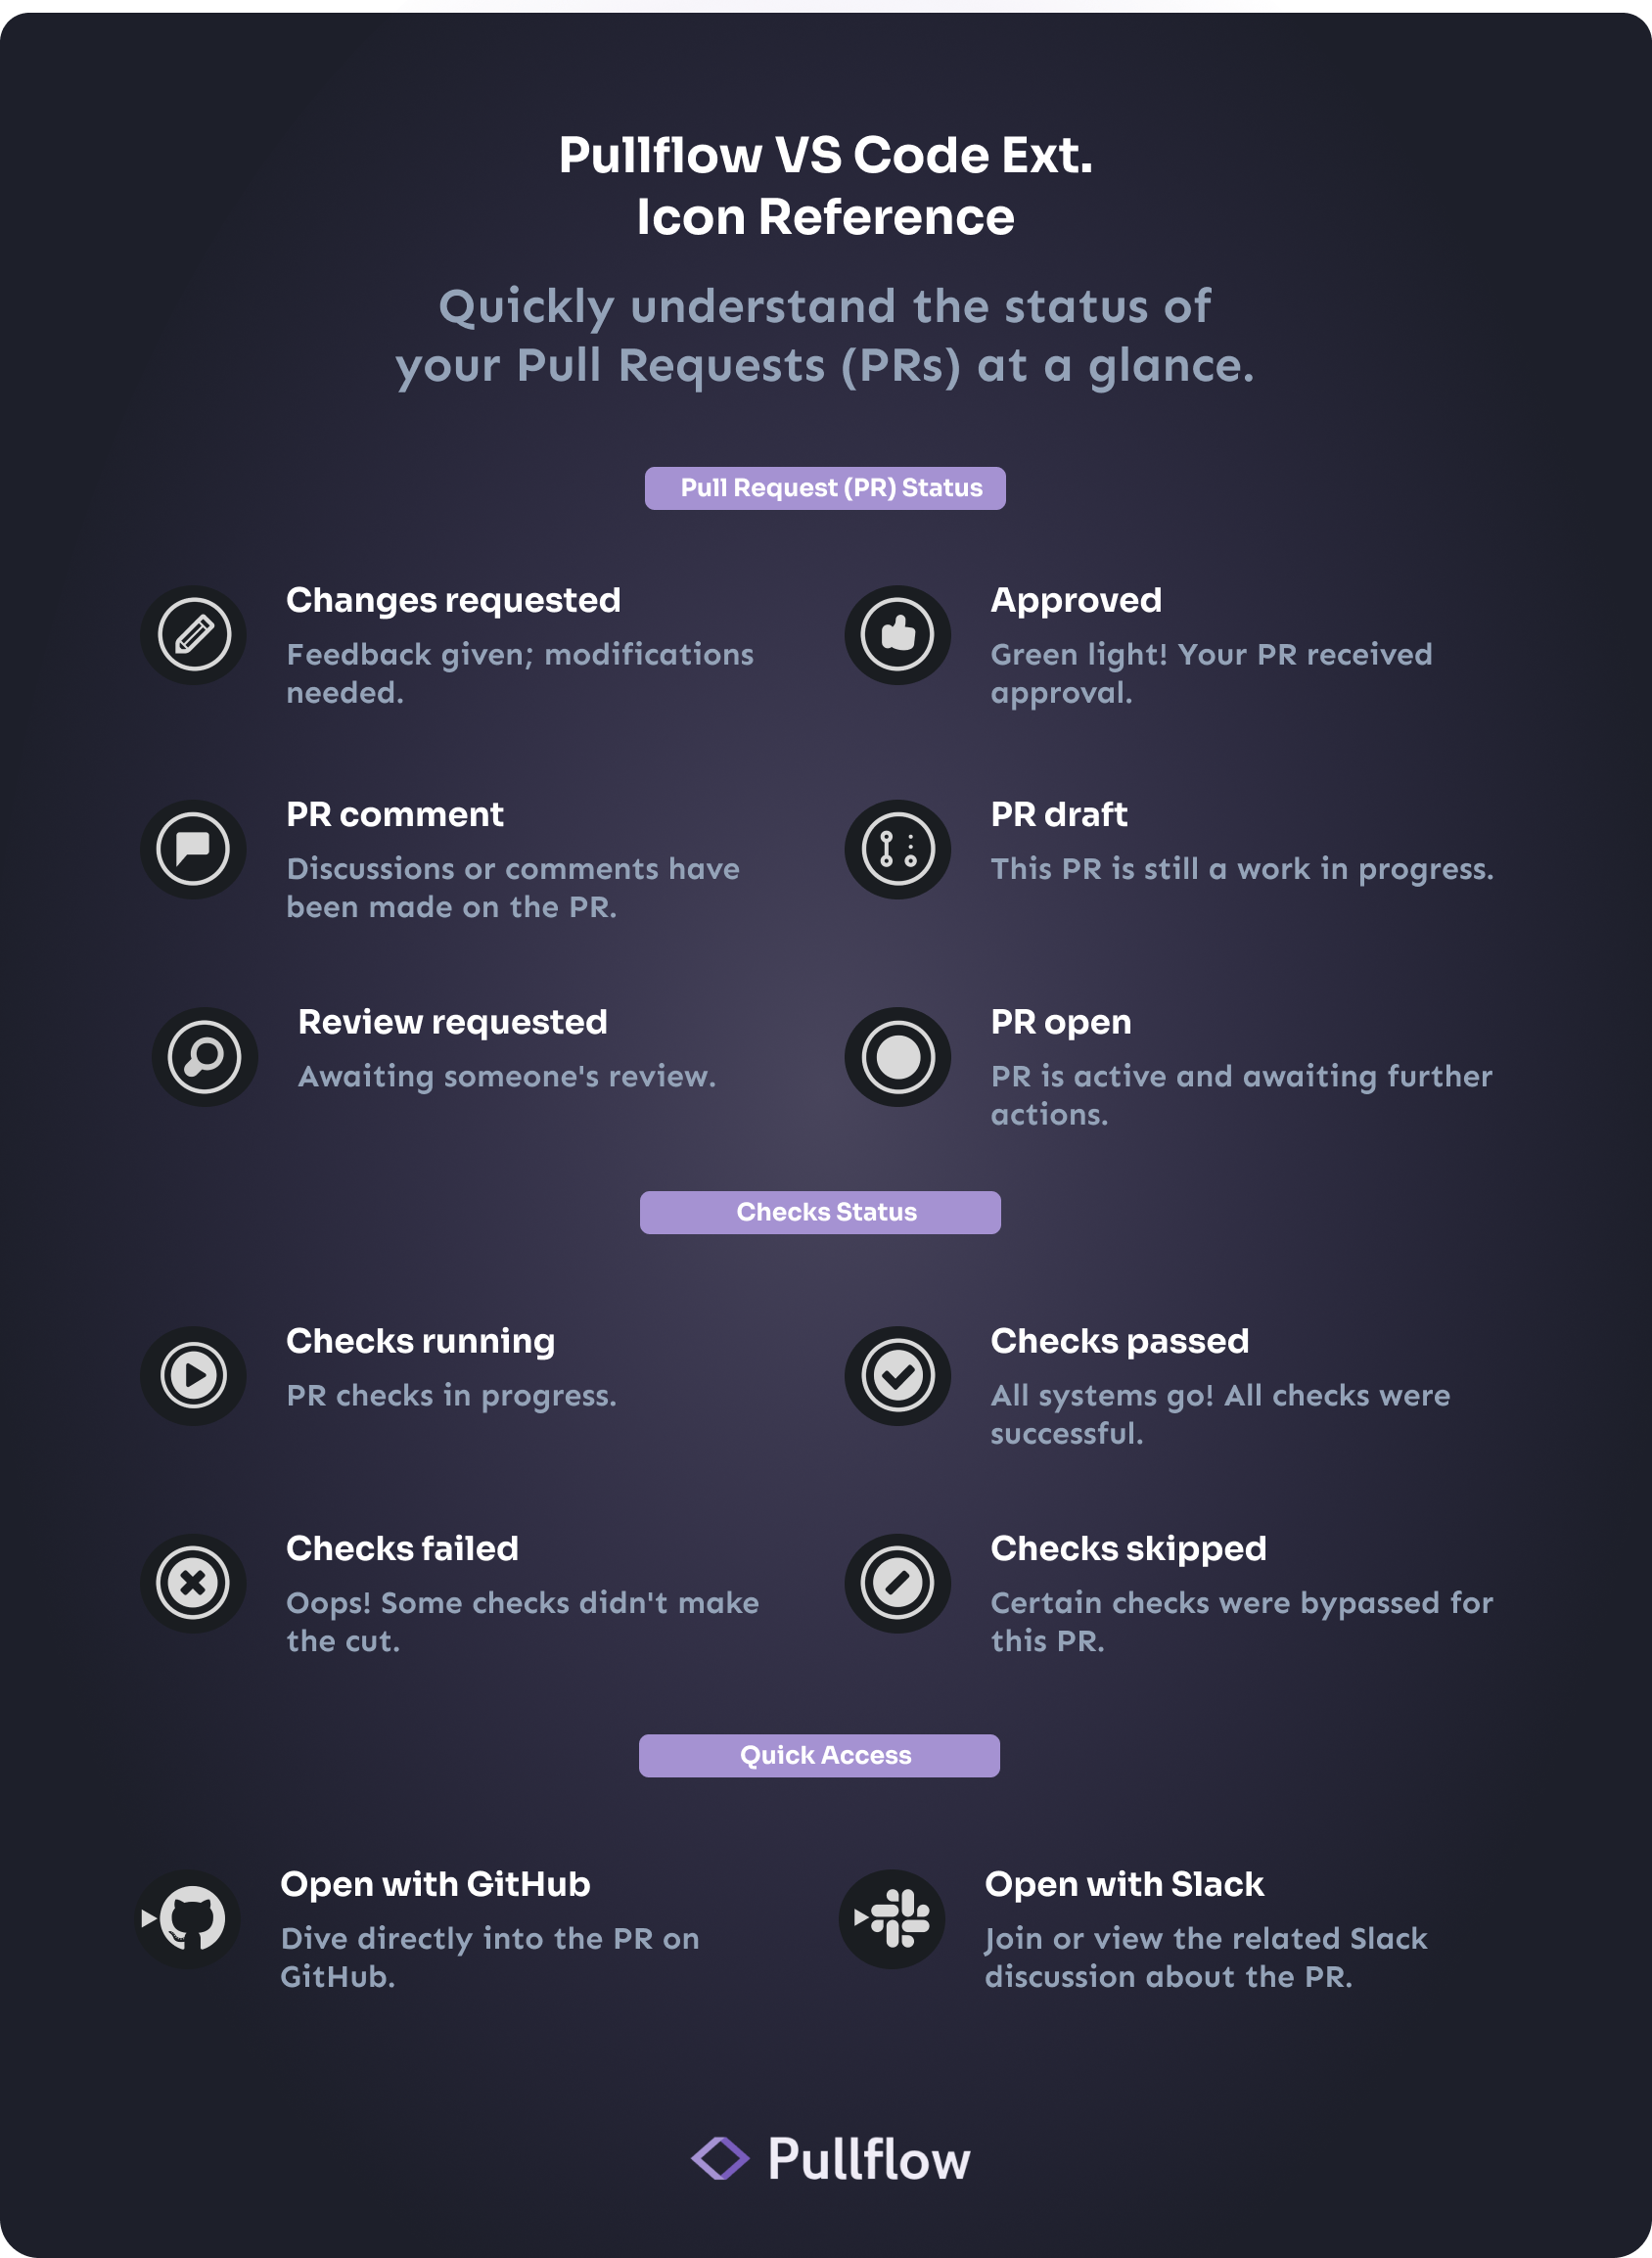 Pullflow VS Code Ext.
Icon Reference
Quickly understand the status of
your Pull Requests (PRs) at a glance.
Pull Request (PR) Status
Changes requested
Feedback given; modifications
needed.
Approved
Green light! Your PR received
approval.
PR comment
Discussions or comments have
been made on the PR.
PR draft
This PR is still a work in progress.
Review requested
Awaiting someone's review.
PR open
PR is active and awaiting further
actions.
Checks Status
Checks running
PR checks in progress.
Checks passed
All systems go! All checks were
successful.
Checks failed
Oops! Some checks didn't make
the cut.
Checks skipped
Certain checks were bypassed for
this PR.
Quick Access
Open with GitHub
Dive directly into the PR on
GitHub.
Open with Slack
Join or view the related Slack
discussion about the PR.
Pullflow